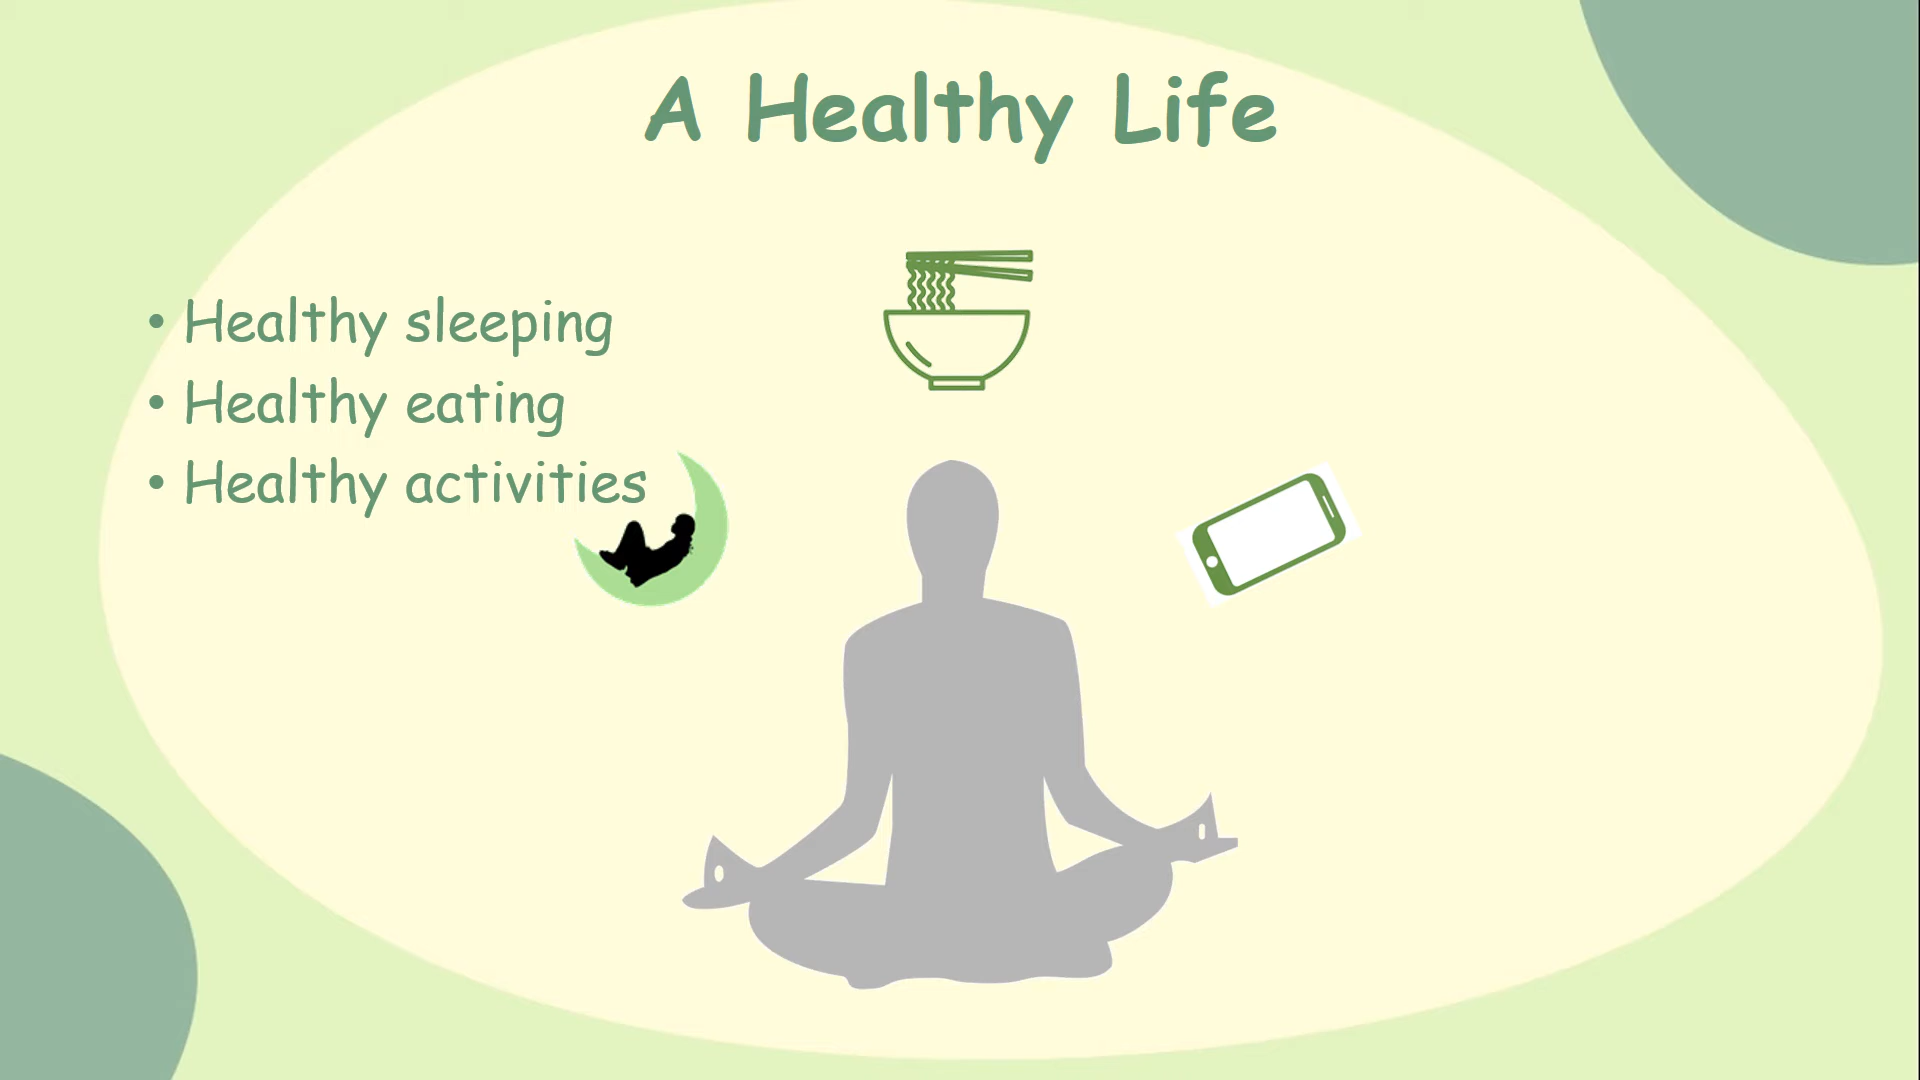 A Healthy Life
• Healthy sleeping
• Healthy eating
• Healthy activities